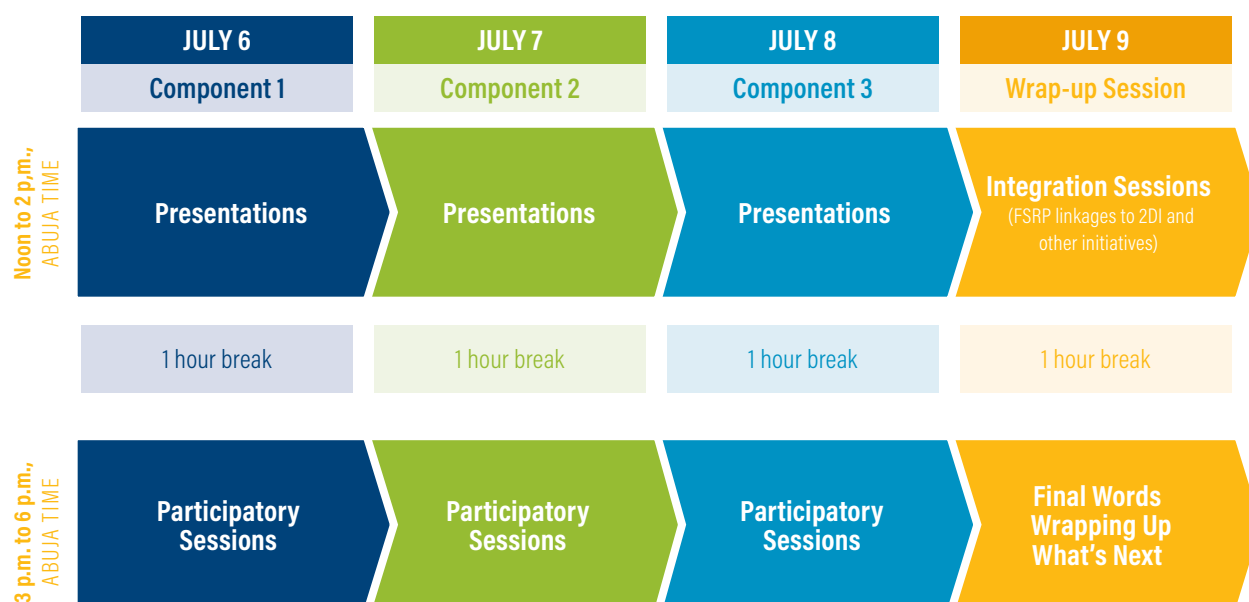 JULY 6
JULY 7
JULY 8
JULY 9
Component 1
Component 2
Component 3
Wrap-up Session
Noon to 2 p,m.,
ABUJA TIME
Presentations
Presentations
Presentations
Integration Sessions
(FSRP linkages to 2DI and
other initiatives)
1 hour break
1 hour break
1 hour break
1 hour break
3 p.m. to 6 p.m.,
ABUJA TIME
Participatory
Sessions
Participatory
Sessions
Participatory
Sessions
Final Words
Wrapping Up
What's Next